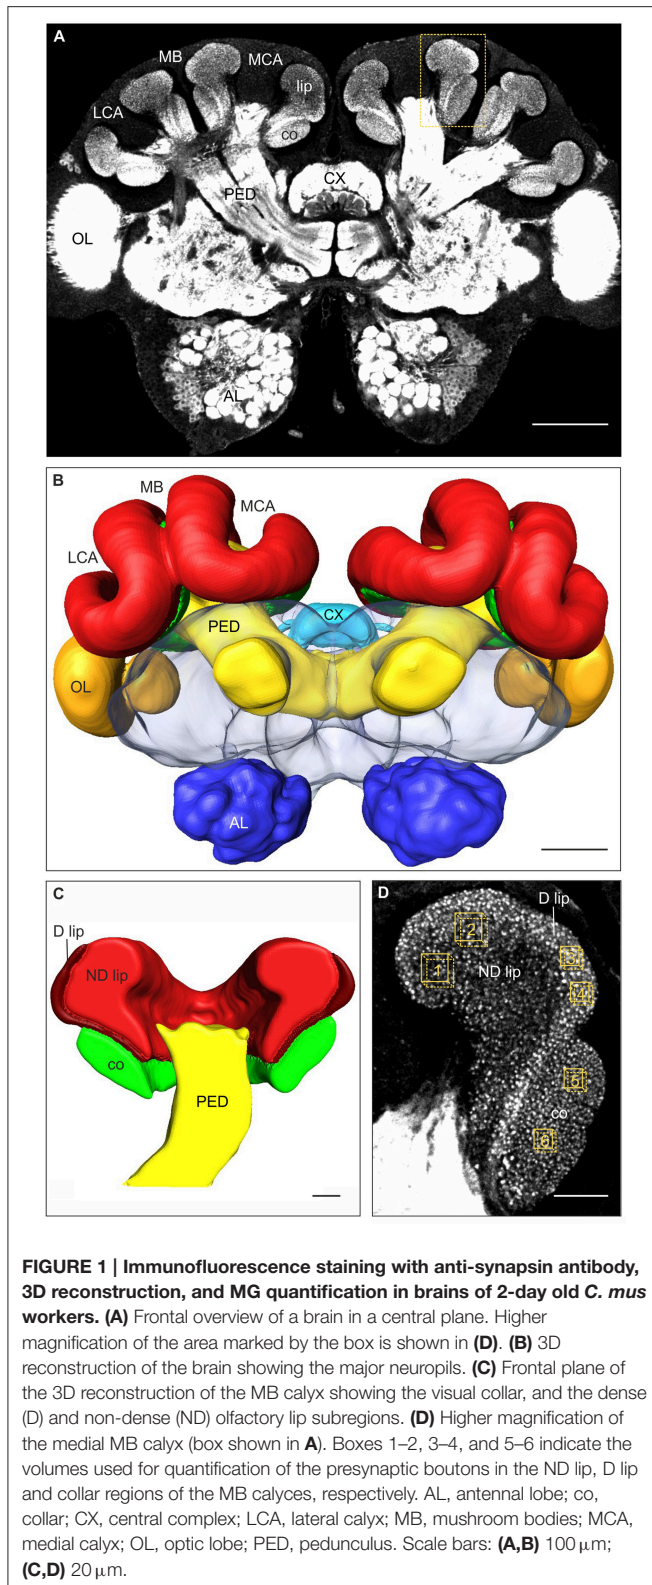 A
MB
MCA
lip
LCA
co
CX
PED
OL
AL
B
MB
MCA
LCA
CX
PED
OL
AL
C
D lip
ND lip
co
PED
D
D lip
2
1
ND lip
3
4
5
co
6
FIGURE 1 | Immunofluorescence staining with anti-synapsin antibody,
3D reconstruction, and MG quantification in brains of 2-day old C. mus
workers. (A) Frontal overview of a brain in a central plane. Higher
magnification of the area marked by the box is shown in (D). (B) 3D
reconstruction of the brain showing the major neuropils. (C) Frontal plane of
the 3D reconstruction of the MB calyx showing the visual collar, and the dense
(D) and non-dense (ND) olfactory lip subregions. (D) Higher magnification of
the medial MB calyx (box shown in A). Boxes 1–2, 3–4, and 5–6 indicate the
volumes used for quantification of the presynaptic boutons in the ND lip, D lip
and collar regions of the MB calyces, respectively. AL, antennal lobe; co,
collar; CX, central complex; LCA, lateral calyx; MB, mushroom bodies; MCA,
medial calyx; OL, optic lobe; PED, pedunculus. Scale bars: (A,B) 100 μm;
(C,D) 20 μm.